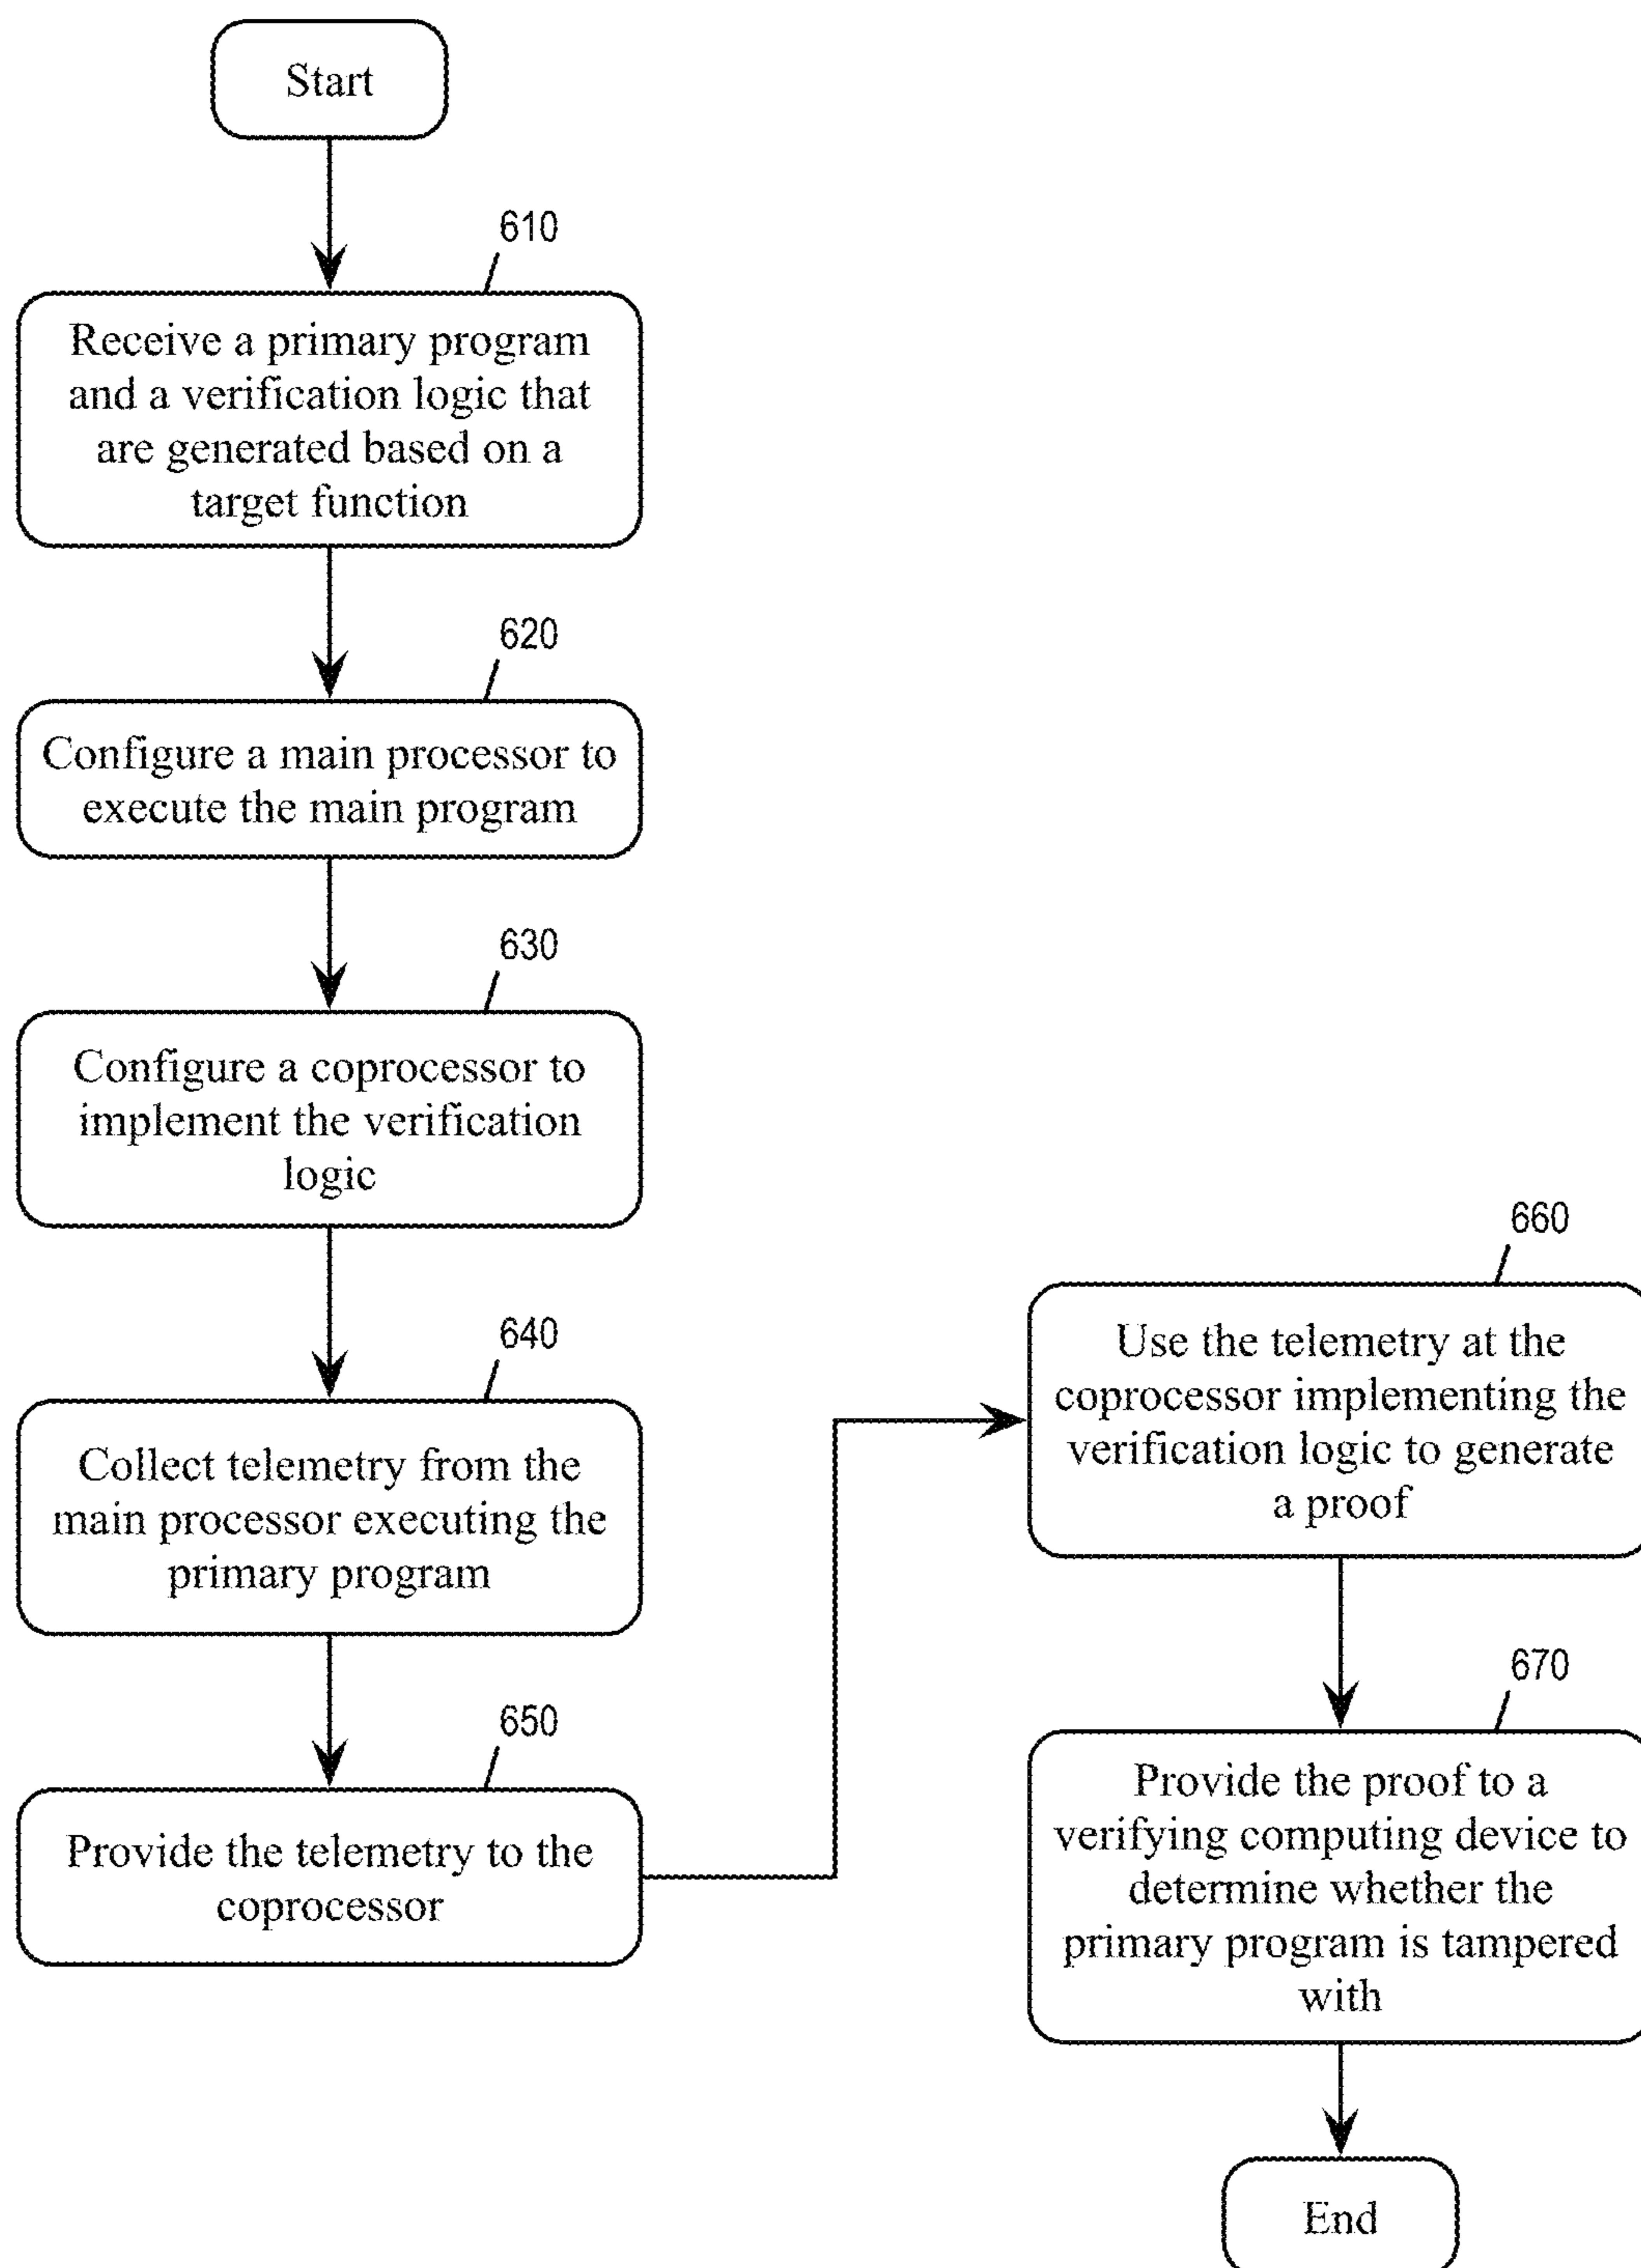 Start
610
Receive a primary program
and a verification logic that
are generated based on a
target function
620
Configure a main processor to
execute the main program
630
Configure a coprocessor to
implement the verification
logic
640
Collect telemetry from the
main processor executing the
primary program
650
Provide the telemetry to the
coprocessor
660
Use the telemetry at the
coprocessor implementing the
verification logic to generate
a proof
670
Provide the proof to a
verifying computing device to
determine whether the
primary program is tampered
with
End